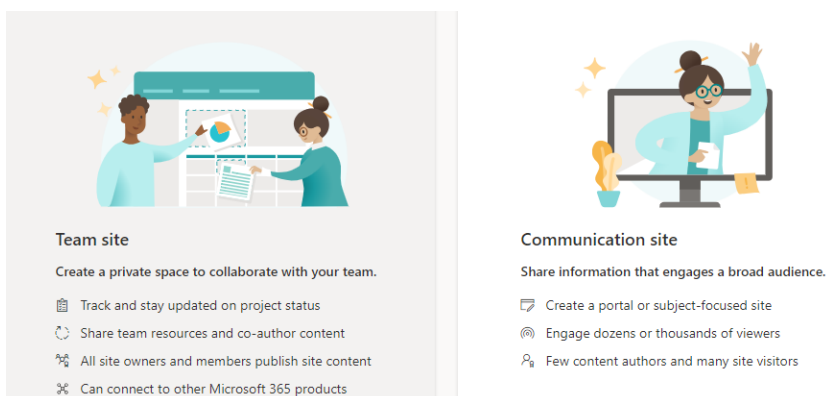 Team site
Create a private space to collaborate with your team.
Track and stay updated on project status
Share team resources and co-author content
All site owners and members publish site content
Can connect to other Microsoft 365 products
Communication site
Share information that engages a broad audience.
Create a portal or subject-focused site
Engage dozens or thousands of viewers
Few content authors and many site visitors